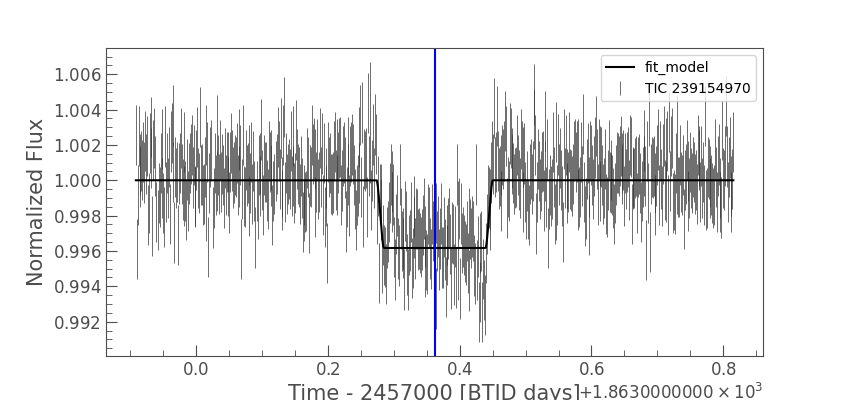 fit_model
TIC 239154970
1.006
1.004
1.002
1.000
0.998
0.996
0.994
0.992
Normalized Flux
0.0 0.2 0.4 0.6 0.8
Time - 2457000 [BTJD days]
+1.8630000000 × 10³